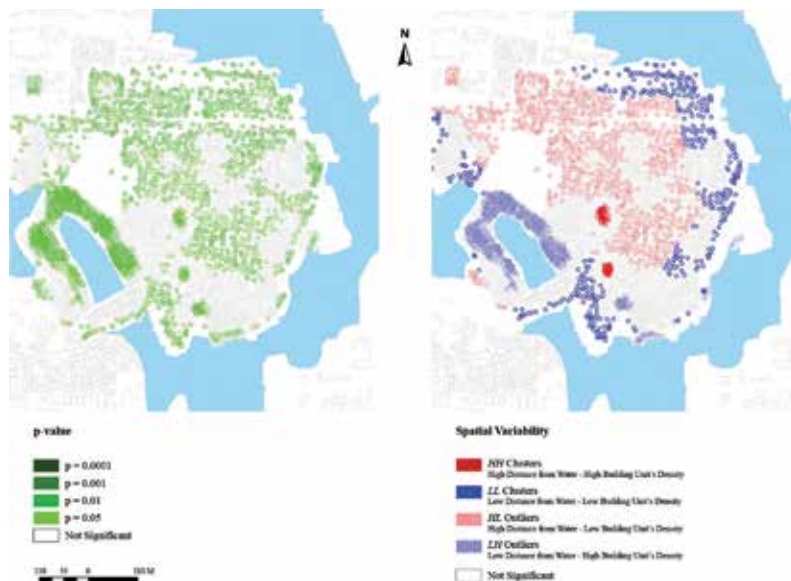 N
p-value
p = 0.0001
p = 0.001
p = 0.01
p = 0.05
Not Significant
Spatial Variability
HH Clusters
High Distance from Water - High Building Unit's Density
LL Clusters
Low Distance from Water - Low Building Unit's Density
HL Outliers
High Distance from Water - Low Building Unit's Density
LH Outliers
Low Distance from Water - High Building Unit's Density
Not Significant
0